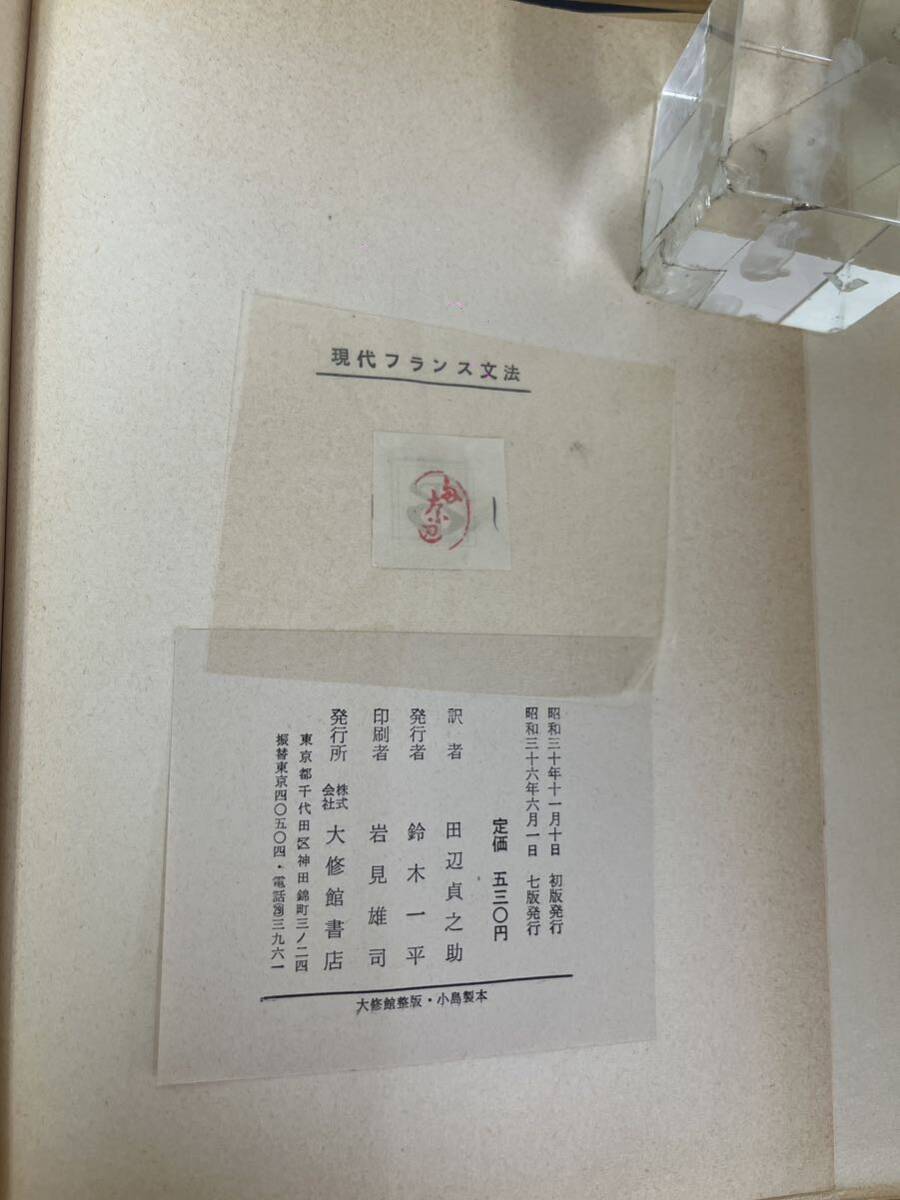 現代フランス文法
多奈辺
昭和三十年十一月十日 初版発行
昭和三十六年六月一日 七版発行
定価 五三〇円
訳者 田辺貞之助
発行者 鈴木一平
印刷者 岩見雄司
発行所 株式会社 大修館書店
東京都千代田区神田錦町三ノ二四
振替東京四〇五〇四・電話(29)三九六一
大修館整版・小島製本